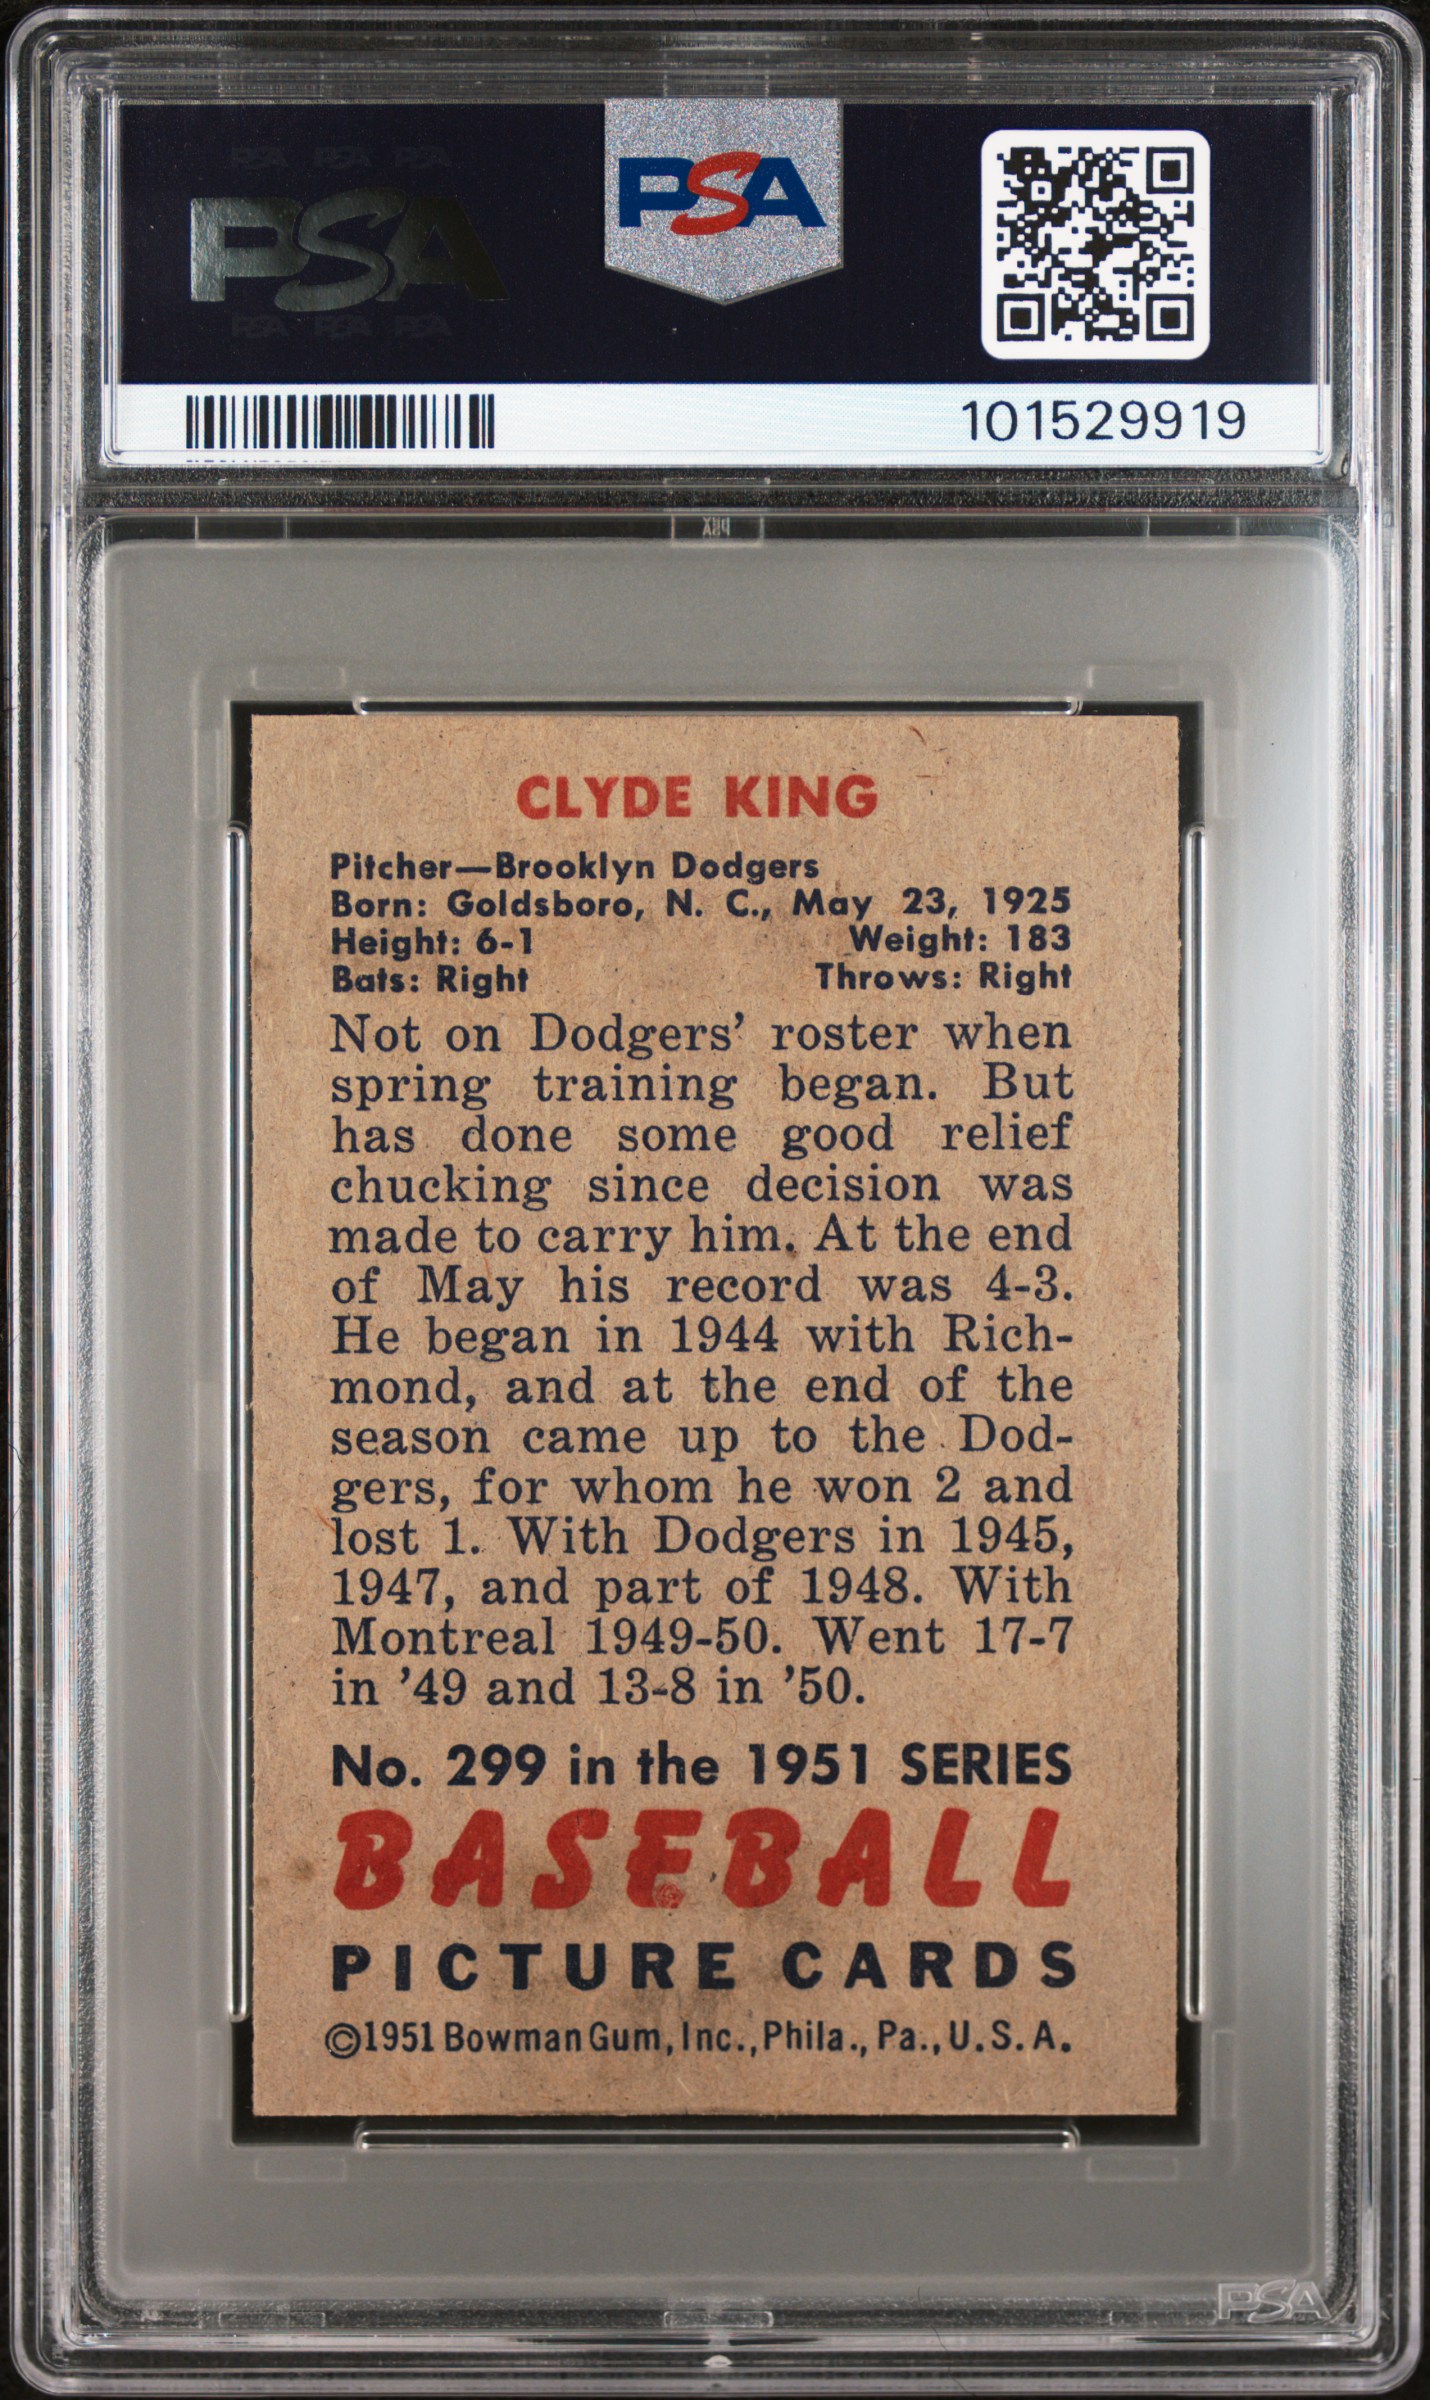 PSA PSA PSA
PSA
PSA PSA PSA
PSA
101529919
CLYDE KING
Pitcher—Brooklyn Dodgers
Born: Goldsboro, N. C., May 23, 1925
Height: 6-1 Weight: 183
Bats: Right Throws: Right
Not on Dodgers' roster when
spring training began. But
has done some good relief
chucking since decision was
made to carry him. At the end
of May his record was 4-3.
He began in 1944 with Rich-
mond, and at the end of the
season came up to the Dod-
gers, for whom he won 2 and
lost 1. With Dodgers in 1945,
1947, and part of 1948. With
Montreal 1949-50. Went 17-7
in '49 and 13-8 in '50.
No. 299 in the 1951 SERIES
BASEBALL
PICTURE CARDS
©1951 Bowman Gum, Inc., Phila., Pa., U.S.A.
PSA